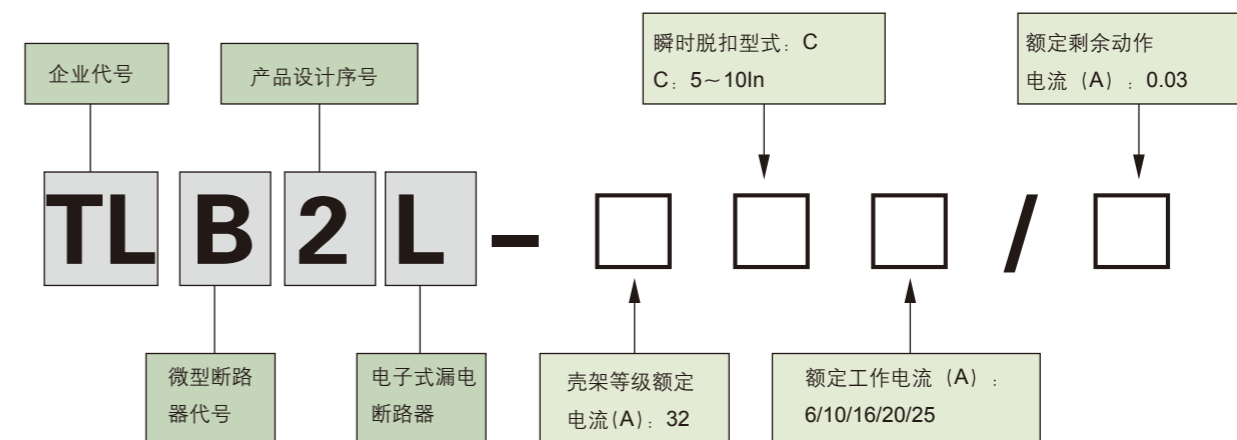 企业代号
产品设计序号
瞬时脱扣型式：C
C：5～10In
额定剩余动作
电流（A）：0.03
TL B 2 L - □ □ □ / □
微型断路
器代号
电子式漏电
断路器
壳架等级额定
电流(A)：32
额定工作电流（A）：
6/10/16/20/25